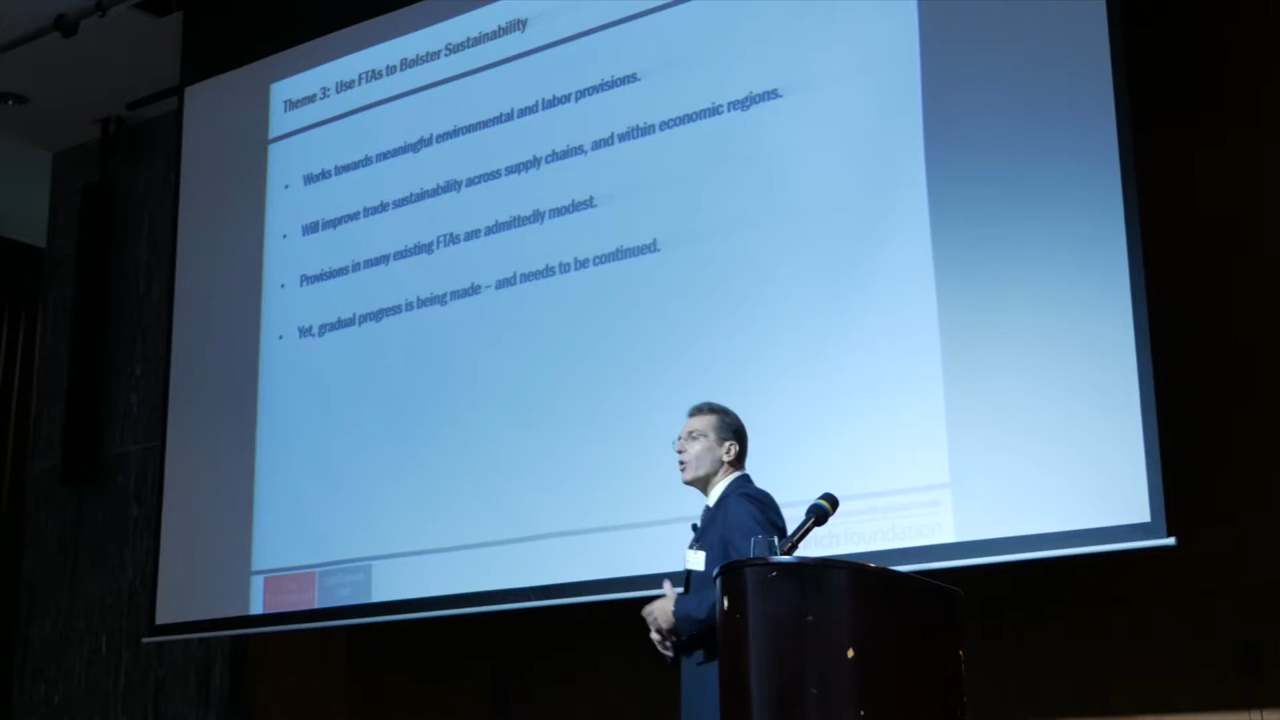 Theme 3: Use FTAs to Bolster Sustainability
• Works towards meaningful environmental and labor provisions.
• Will improve trade sustainability across supply chains, and within economic regions.
• Provisions in many existing FTAs are admittedly modest.
• Yet, gradual progress is being made – and needs to be continued.
foundation